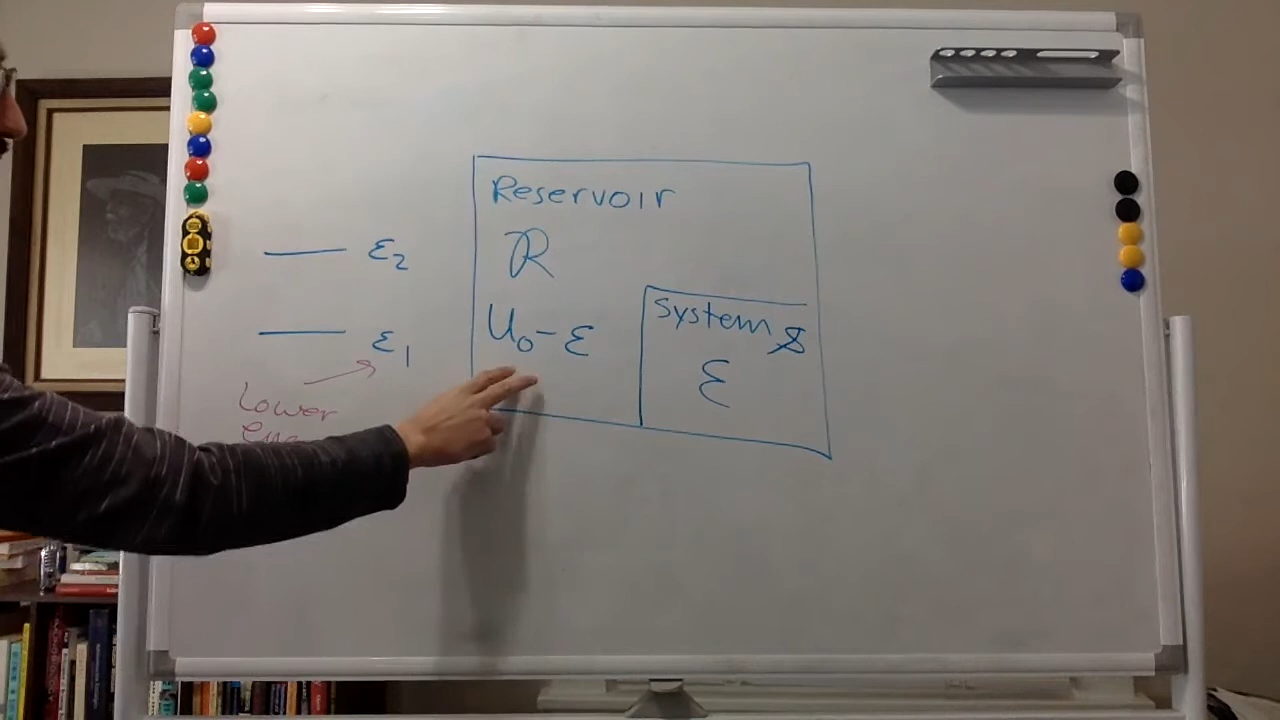 Reservoir
R
U₀-ε
System S
ε
ε₂
ε₁
Lower